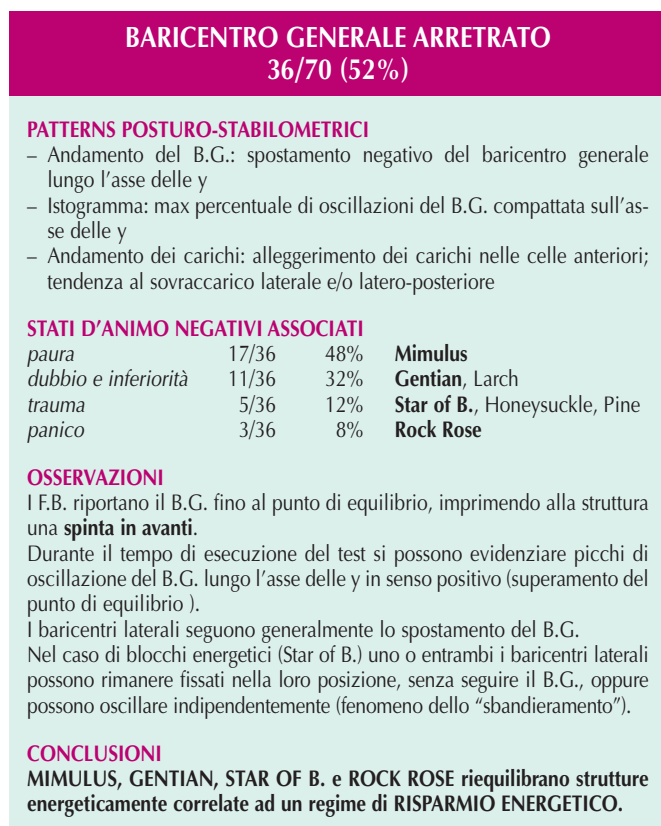 BARICENTRO GENERALE ARRETRATO
36/70 (52%)
PATTERNS POSTURO-STABILOMETRICI
– Andamento del B.G.: spostamento negativo del baricentro generale
lungo l'asse delle y
– Istogramma: max percentuale di oscillazioni del B.G. compattata sull'as-
se delle y
– Andamento dei carichi: alleggerimento dei carichi nelle celle anteriori;
tendenza al sovraccarico laterale e/o latero-posteriore
STATI D'ANIMO NEGATIVI ASSOCIATI
paura 17/36 48% Mimulus
dubbio e inferiorità 11/36 32% Gentian, Larch
trauma 5/36 12% Star of B., Honeysuckle, Pine
panico 3/36 8% Rock Rose
OSSERVAZIONI
I F.B. riportano il B.G. fino al punto di equilibrio, imprimendo alla struttura
una spinta in avanti.
Durante il tempo di esecuzione del test si possono evidenziare picchi di
oscillazione del B.G. lungo l'asse delle y in senso positivo (superamento del
punto di equilibrio ).
I baricentri laterali seguono generalmente lo spostamento del B.G.
Nel caso di blocchi energetici (Star of B.) uno o entrambi i baricentri laterali
possono rimanere fissati nella loro posizione, senza seguire il B.G., oppure
possono oscillare indipendentemente (fenomeno dello "sbandieramento").
CONCLUSIONI
MIMULUS, GENTIAN, STAR OF B. e ROCK ROSE riequilibrano strutture
energeticamente correlate ad un regime di RISPARMIO ENERGETICO.